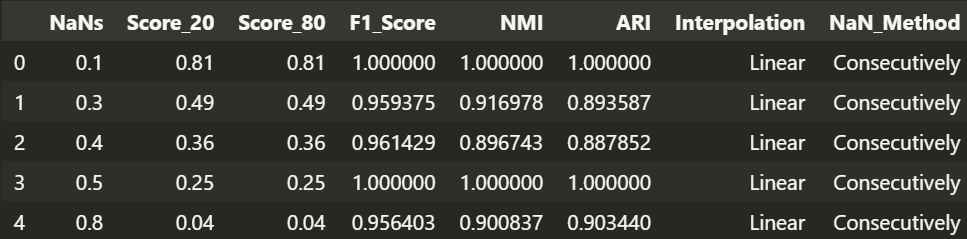 NaNs Score_20 Score_80 F1_Score NMI ARI Interpolation NaN_Method
0 0.1 0.81 0.81 1.000000 1.000000 1.000000 Linear Consecutively
1 0.3 0.49 0.49 0.959375 0.916978 0.893587 Linear Consecutively
2 0.4 0.36 0.36 0.961429 0.896743 0.887852 Linear Consecutively
3 0.5 0.25 0.25 1.000000 1.000000 1.000000 Linear Consecutively
4 0.8 0.04 0.04 0.956403 0.900837 0.903440 Linear Consecutively